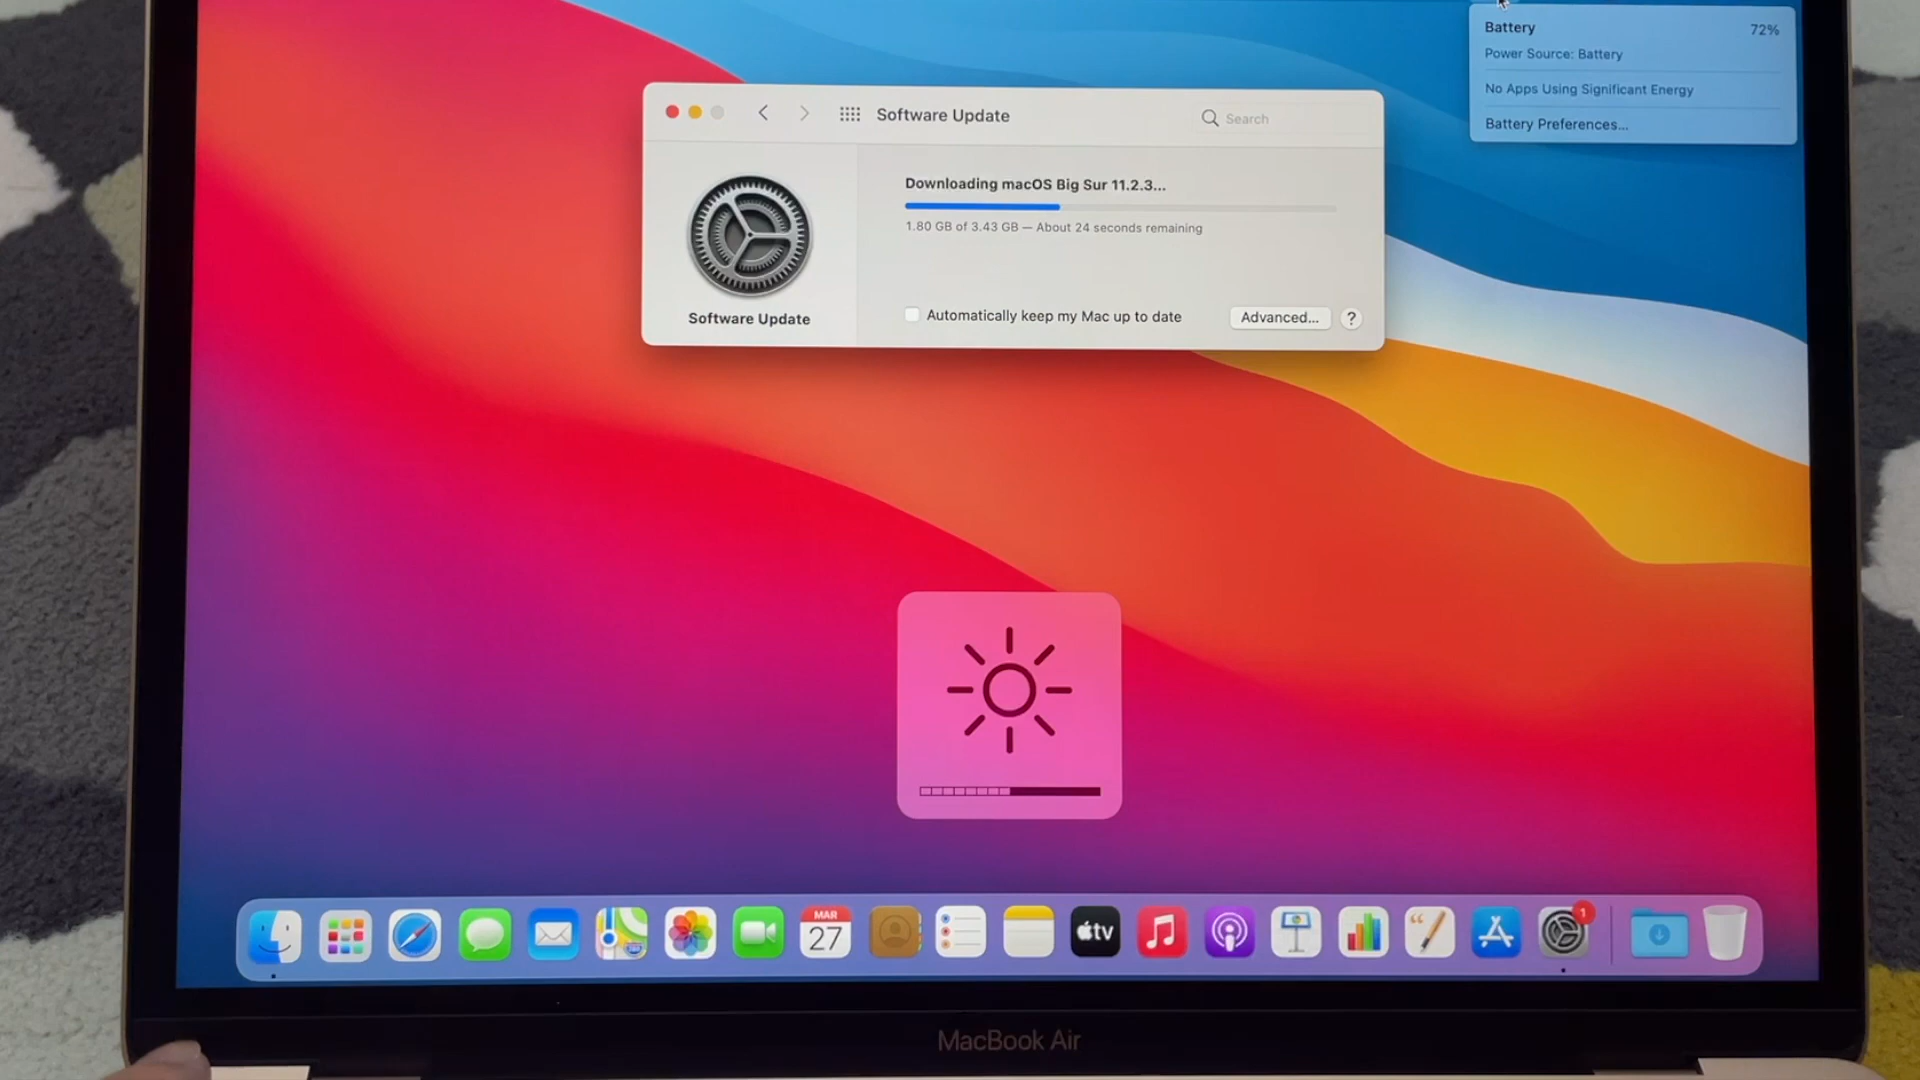 Battery 72%
Power Source: Battery
No Apps Using Significant Energy
Battery Preferences...
Software Update
Search
Downloading macOS Big Sur 11.2.3...
1.80 GB of 3.43 GB — About 24 seconds remaining
Software Update
Automatically keep my Mac up to date
Advanced... ?
MAR
27
tv
1
MacBook Air